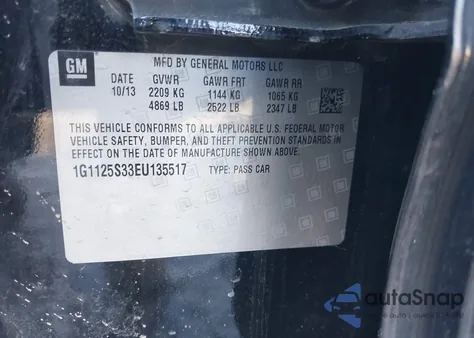 GM
MFD BY GENERAL MOTORS LLC
DATE GVWR GAWR FRT GAWR RR
10/13 2209 KG 1144 KG 1065 KG
4869 LB 2522 LB 2347 LB
THIS VEHICLE CONFORMS TO ALL APPLICABLE U.S. FEDERAL MOTOR
VEHICLE SAFETY, BUMPER, AND THEFT PREVENTION STANDARDS IN
EFFECT ON THE DATE OF MANUFACTURE SHOWN ABOVE.
1G1125S33EU135517 TYPE: PASS CAR
autoSnap